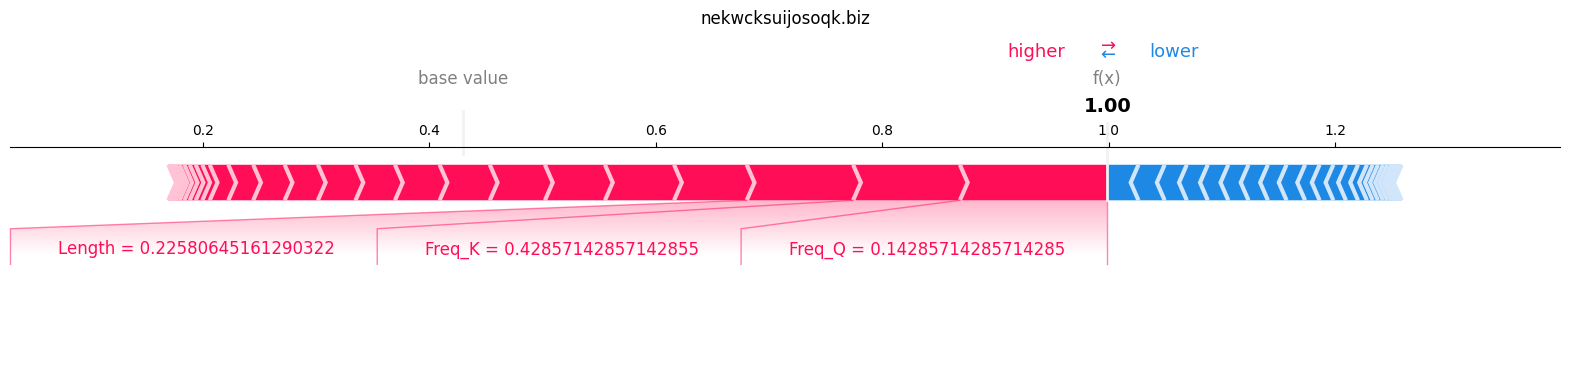 nekwcksuijosoqk.biz
higher → ← lower
base value f(x)
1.00
0.2 0.4 0.6 0.8 1.0 1.2
Length = 0.22580645161290322 Freq_K = 0.42857142857142855 Freq_Q = 0.14285714285714285